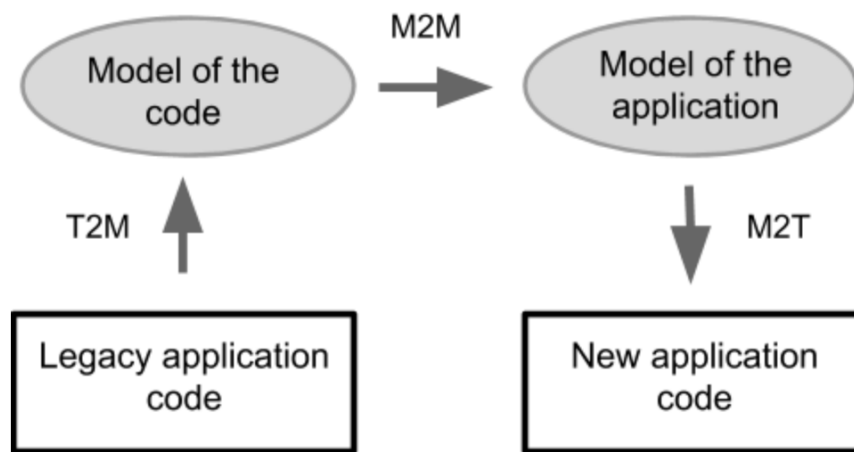 M2M
Model of the
code
Model of the
application
T2M
M2T
Legacy application
code
New application
code